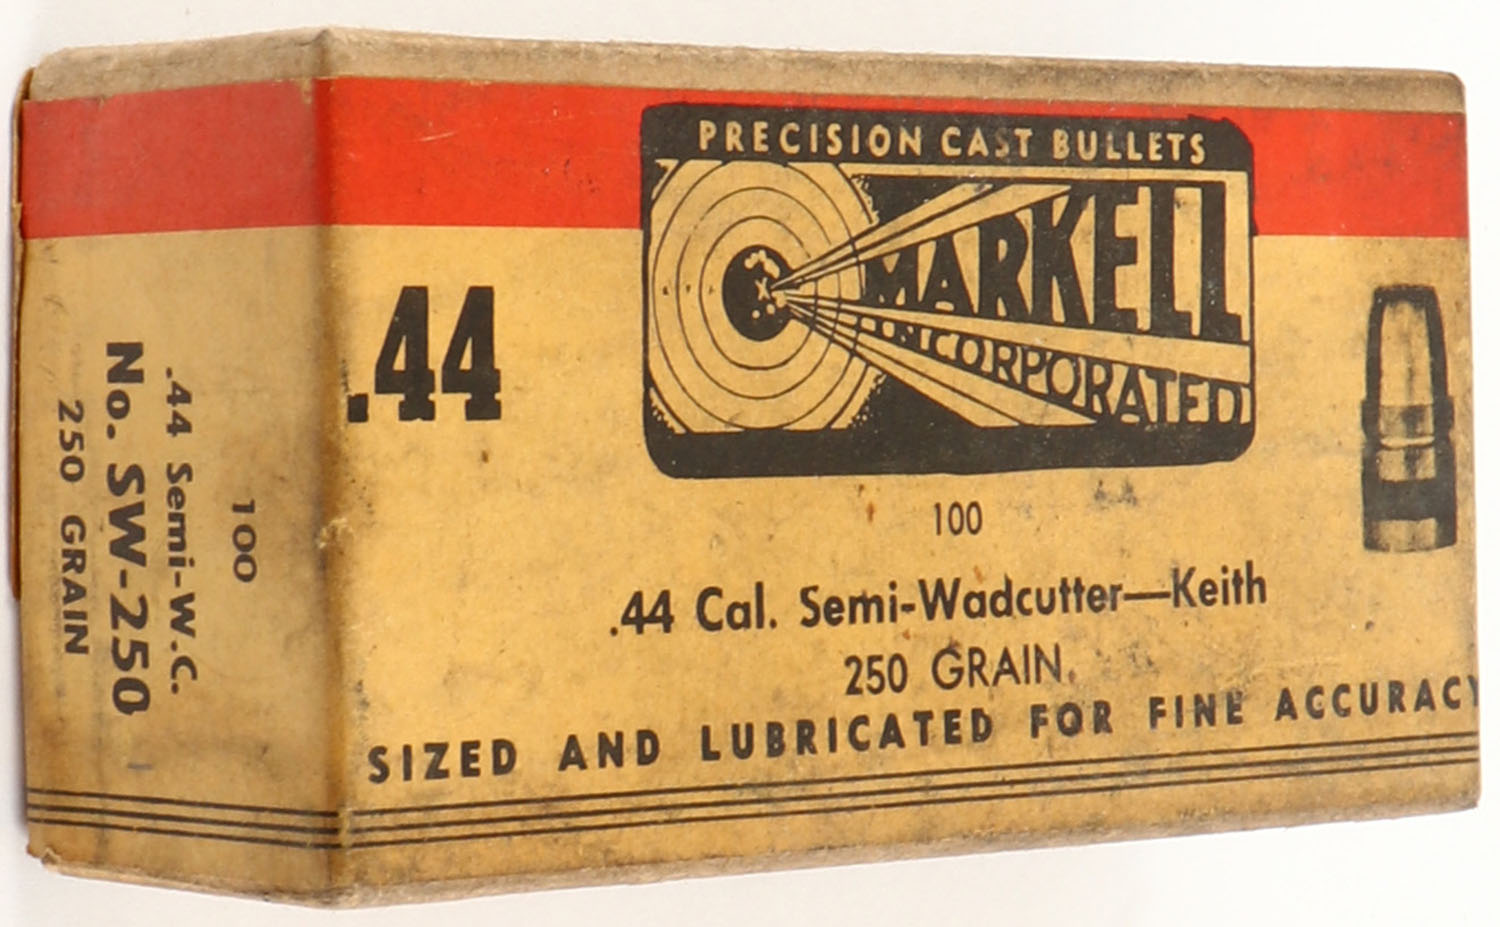 PRECISION CAST BULLETS
MARKELL
INCORPORATED
.44
100
.44 Cal. Semi-Wadcutter—Keith
250 GRAIN.
SIZED AND LUBRICATED FOR FINE ACCURACY
100
.44 Semi-W.C.
No. SW-250
250 GRAIN